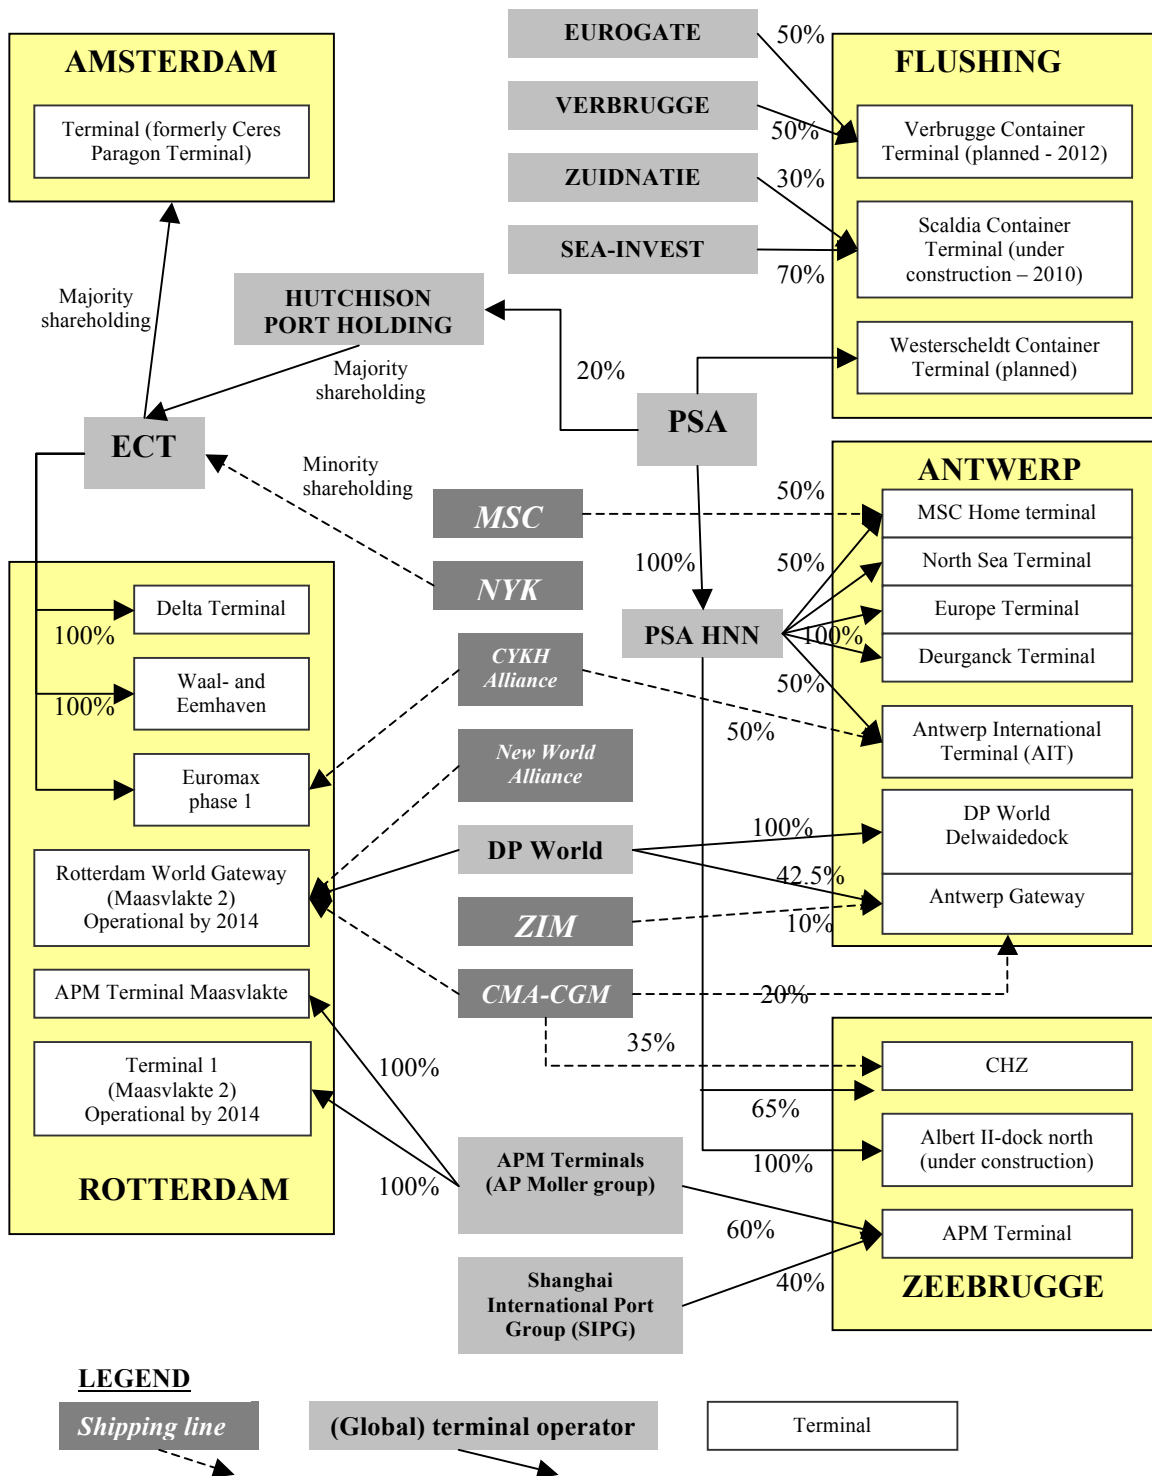 EUROGATE
50%
AMSTERDAM
FLUSHING
VERBRUGGE
50%
Terminal (formerly Ceres
Paragon Terminal)
Verbrugge Container
Terminal (planned - 2012)
ZUIDNATIE
30%
SEA-INVEST
70%
Scaldia Container
Terminal (under
construction – 2010)
Majority
shareholding
HUTCHISON
PORT HOLDING
Westerscheldt Container
Terminal (planned)
Majority
shareholding
20%
PSA
ECT
Minority
shareholding
ANTWERP
MSC
50%
MSC Home terminal
NYK
100%
50%
North Sea Terminal
Delta Terminal
100%
Europe Terminal
PSA HNN
100%
Deurganck Terminal
CYKH
Alliance
50%
Waal- and
Eemhaven
100%
50%
Antwerp International
Terminal (AIT)
New World
Alliance
Euromax
phase 1
DP World
100%
DP World
Delwaidedock
Rotterdam World Gateway
(Maasvlakte 2)
Operational by 2014
42.5%
Antwerp Gateway
ZIM
10%
APM Terminal Maasvlakte
CMA-CGM
20%
35%
CHZ
Terminal 1
(Maasvlakte 2)
Operational by 2014
100%
65%
Albert II-dock north
(under construction)
100%
APM Terminals
(AP Moller group)
100%
ROTTERDAM
60%
APM Terminal
Shanghai
International Port
Group (SIPG)
40%
ZEEBRUGGE
LEGEND
Shipping line
(Global) terminal operator
Terminal